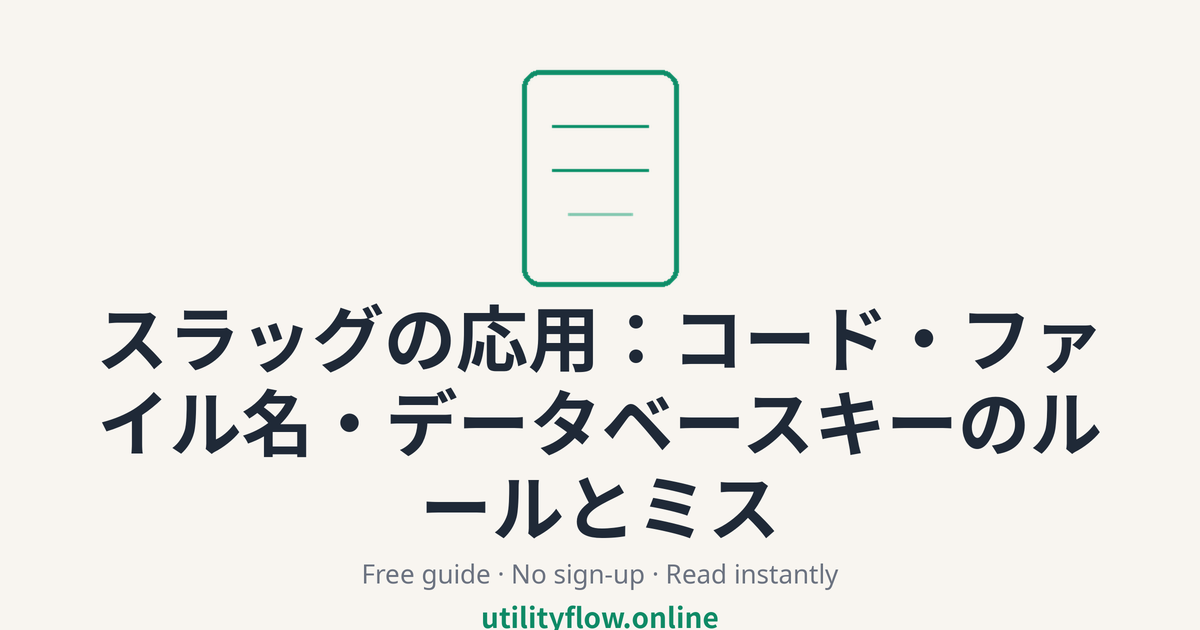 スラッグの応用：コード・ファ
イル名・データベースキーのル
ールとミス
Free guide · No sign-up · Read instantly
utilityflow.online